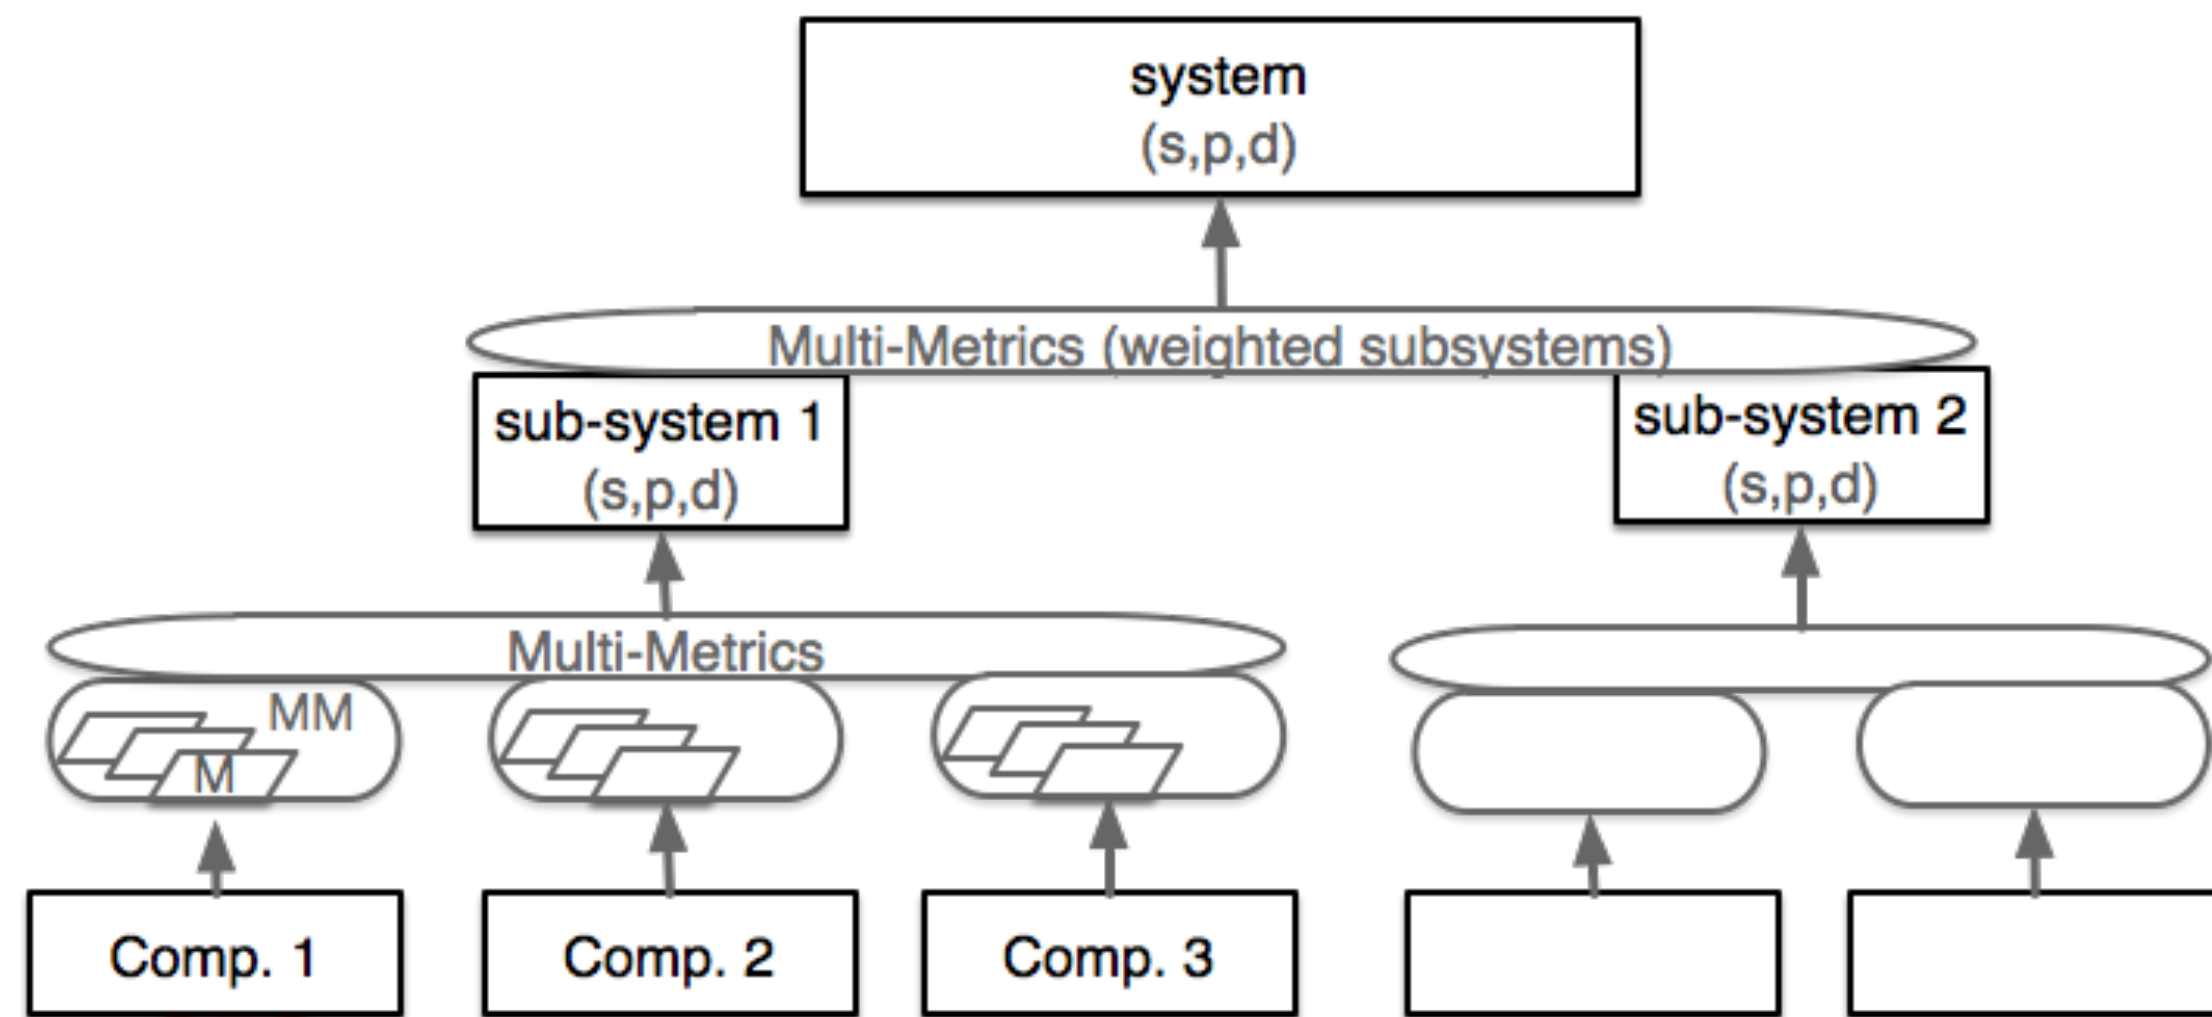 system
(s,p,d)
Multi-Metrics (weighted subsystems)
sub-system 1
(s,p,d)
sub-system 2
(s,p,d)
Multi-Metrics
MM
M
Comp. 1
Comp. 2
Comp. 3